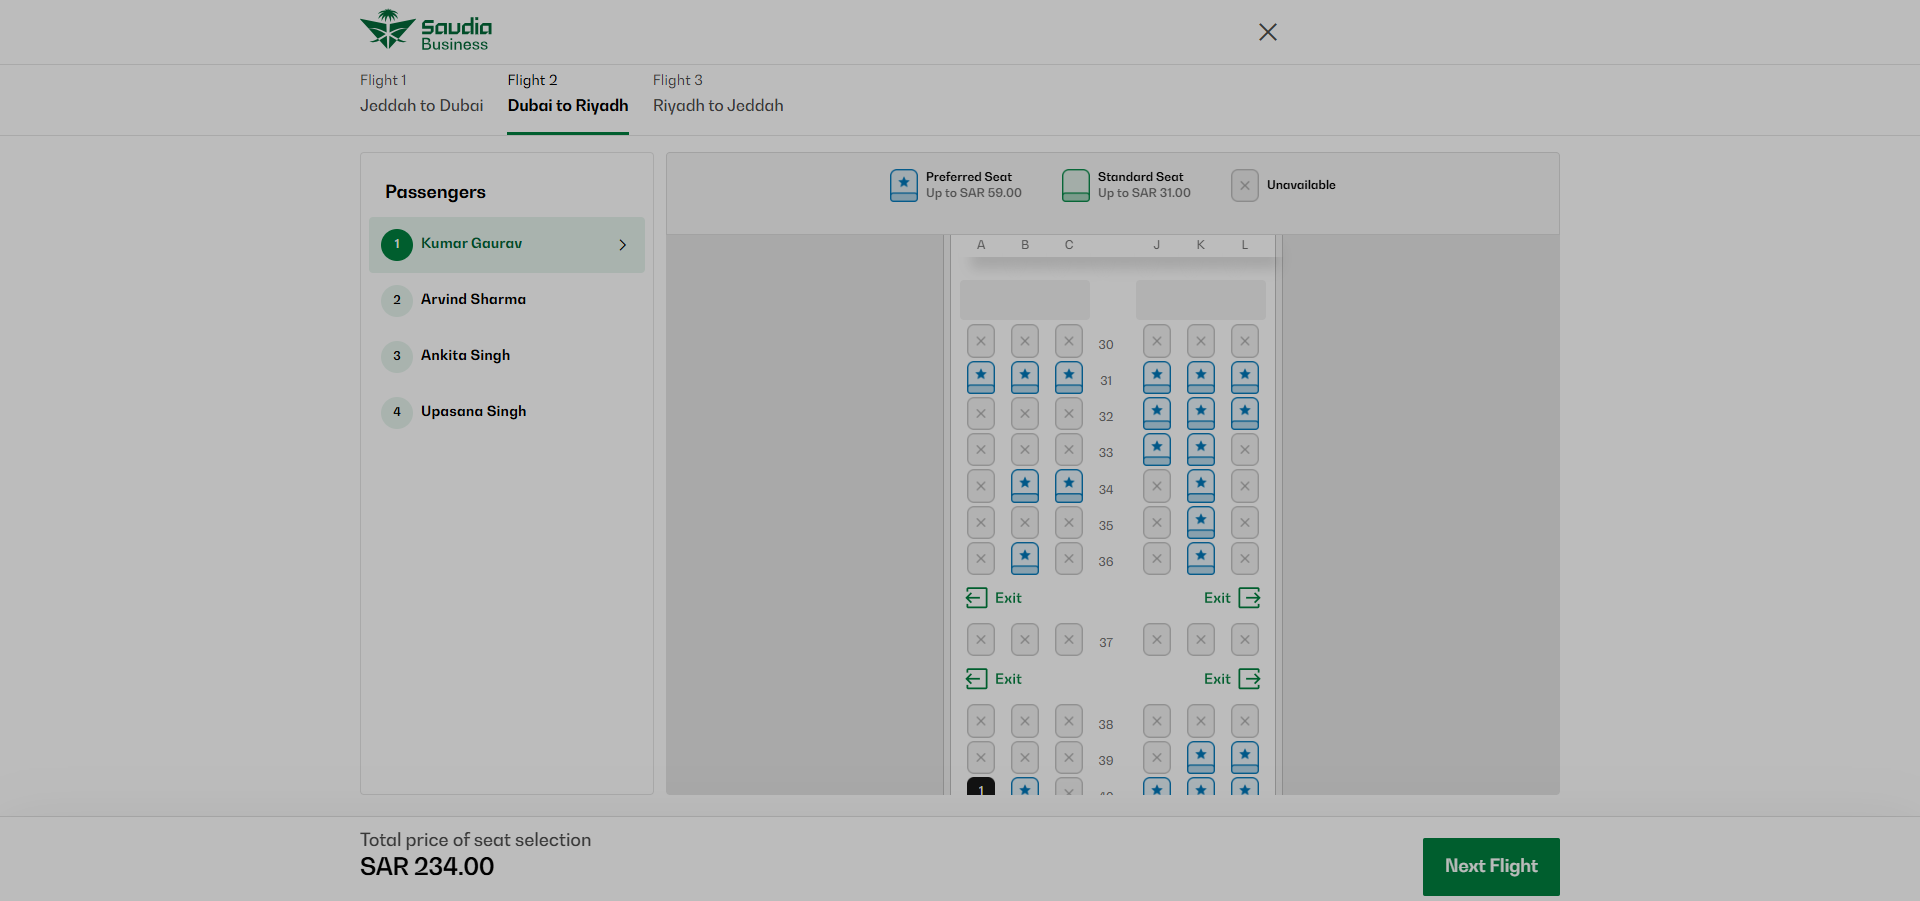 Saudia
Business
Flight 1
Jeddah to Dubai
Flight 2
Dubai to Riyadh
Flight 3
Riyadh to Jeddah
Passengers
1 Kumar Gaurav
2 Arvind Sharma
3 Ankita Singh
4 Upasana Singh
Preferred Seat
Up to SAR 59.00
Standard Seat
Up to SAR 31.00
Unavailable
A B C J K L
30
31
32
33
34
35
36
Exit Exit
37
Exit Exit
38
39
1
Total price of seat selection
SAR 234.00
Next Flight